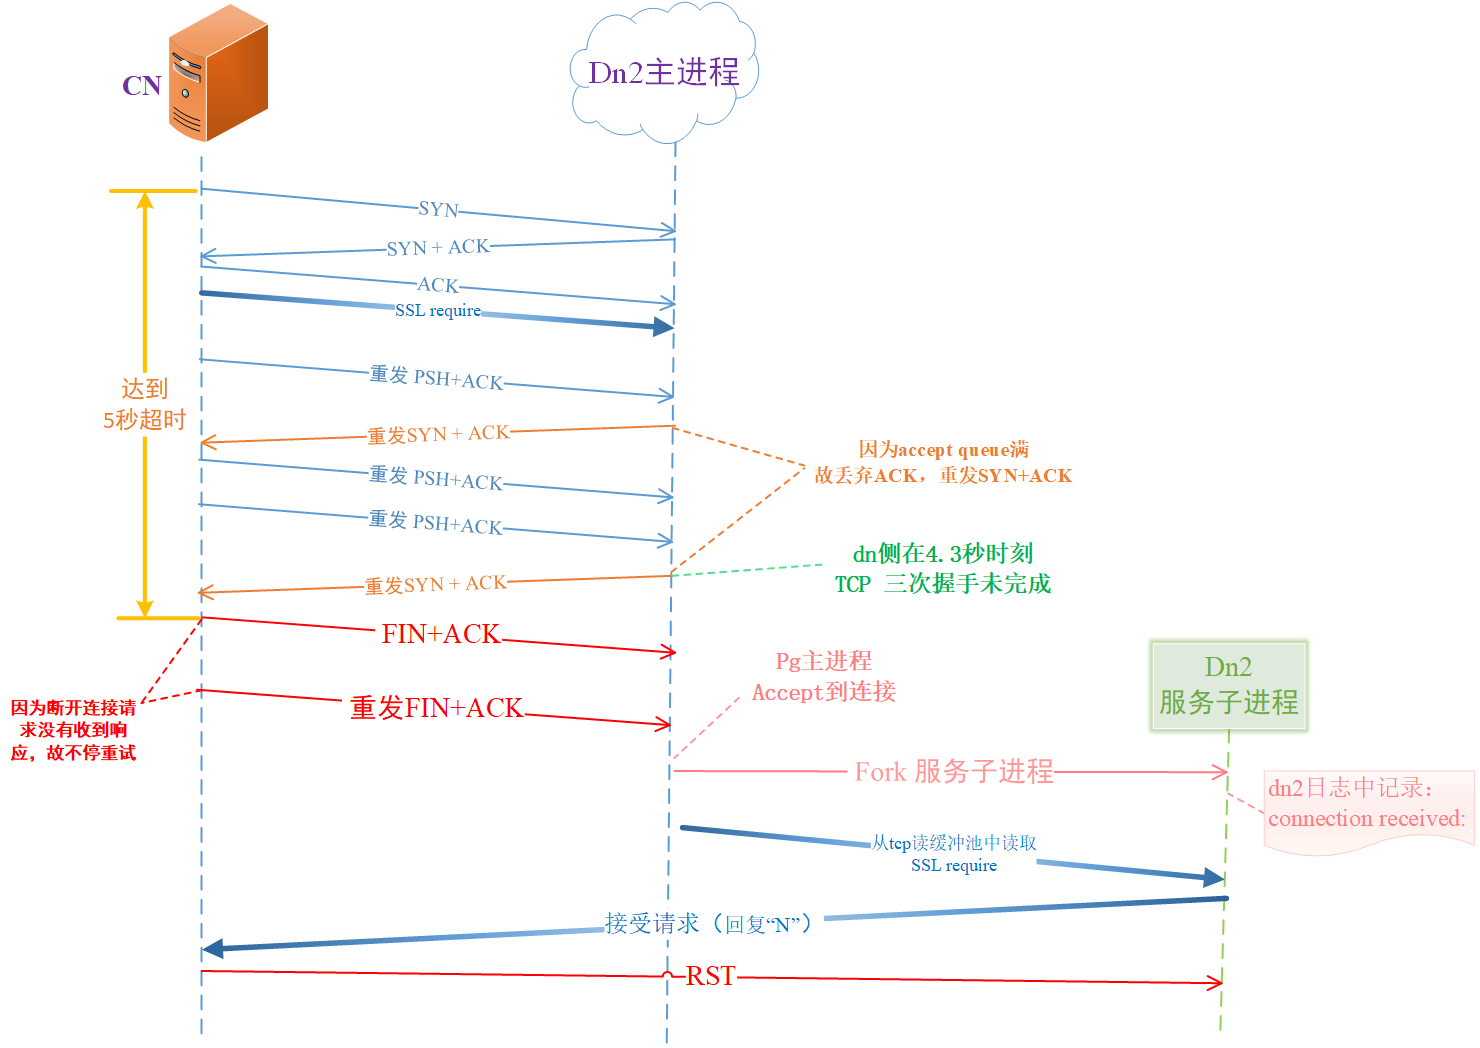 CN
Dn2主进程
SYN
SYN + ACK
ACK
SSL require
重发 PSH+ACK
达到
5秒超时
重发SYN + ACK
因为accept queue满
故丢弃ACK，重发SYN+ACK
重发 PSH+ACK
重发 PSH+ACK
dn侧在4.3秒时刻
TCP 三次握手未完成
重发SYN + ACK
FIN+ACK
Pg主进程
Accept到连接
Dn2
服务子进程
因为断开连接请
求没有收到响
应，故不停重试
重发FIN+ACK
Fork 服务子进程
dn2日志中记录：
connection received:
从tcp读缓冲池中读取
SSL require
接受请求（回复“N”）
RST